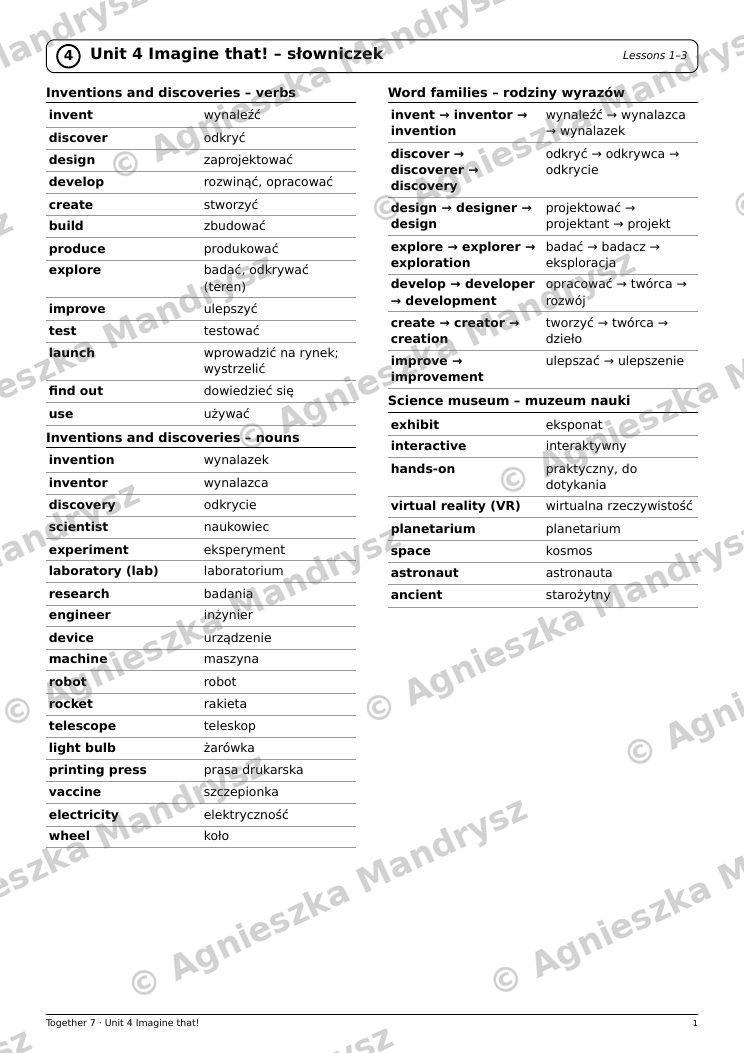 4 Unit 4 Imagine that! – słowniczek Lessons 1–3
Inventions and discoveries – verbs
invent wynaleźć
discover odkryć
design zaprojektować
develop rozwinąć, opracować
create stworzyć
build zbudować
produce produkować
explore badać, odkrywać
(teren)
improve ulepszyć
test testować
launch wprowadzić na rynek;
wystrzelić
find out dowiedzieć się
use używać
Inventions and discoveries – nouns
invention wynalazek
inventor wynalazca
discovery odkrycie
scientist naukowiec
experiment eksperyment
laboratory (lab) laboratorium
research badania
engineer inżynier
device urządzenie
machine maszyna
robot robot
rocket rakieta
telescope teleskop
light bulb żarówka
printing press prasa drukarska
vaccine szczepionka
electricity elektryczność
wheel koło
Word families – rodziny wyrazów
invent → inventor → wynaleźć → wynalazca
invention → wynalazek
discover → odkryć → odkrywca →
discoverer → odkrycie
discovery
design → designer → projektować →
design projektant → projekt
explore → explorer → badać → badacz →
exploration eksploracja
develop → developer opracować → twórca →
→ development rozwój
create → creator → tworzyć → twórca →
creation dzieło
improve → ulepszać → ulepszenie
improvement
Science museum – muzeum nauki
exhibit eksponat
interactive interaktywny
hands-on praktyczny, do
dotykania
virtual reality (VR) wirtualna rzeczywistość
planetarium planetarium
space kosmos
astronaut astronauta
ancient starożytny
© Agnieszka Mandrysz
Together 7 · Unit 4 Imagine that! 1